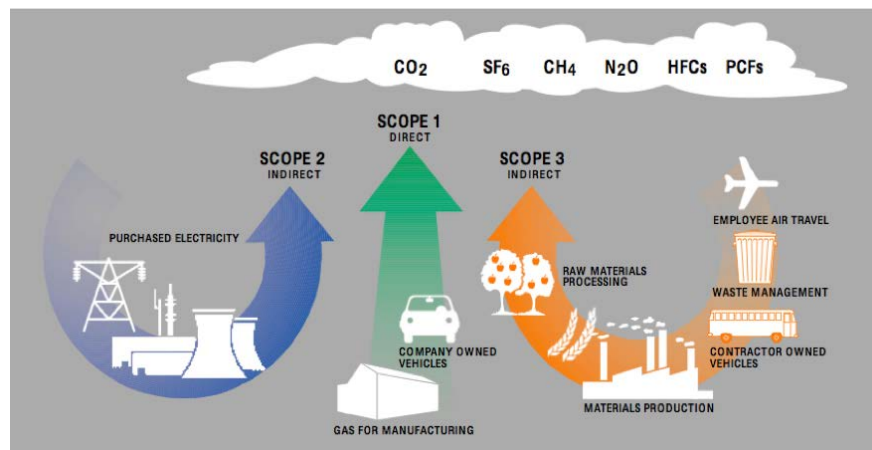 CO2 SF6 CH4 N2O HFCs PCFs
SCOPE 1
DIRECT
SCOPE 2
INDIRECT
SCOPE 3
INDIRECT
PURCHASED ELECTRICITY
COMPANY OWNED
VEHICLES
GAS FOR MANUFACTURING
RAW MATERIALS
PROCESSING
MATERIALS PRODUCTION
EMPLOYEE AIR TRAVEL
WASTE MANAGEMENT
CONTRACTOR OWNED
VEHICLES